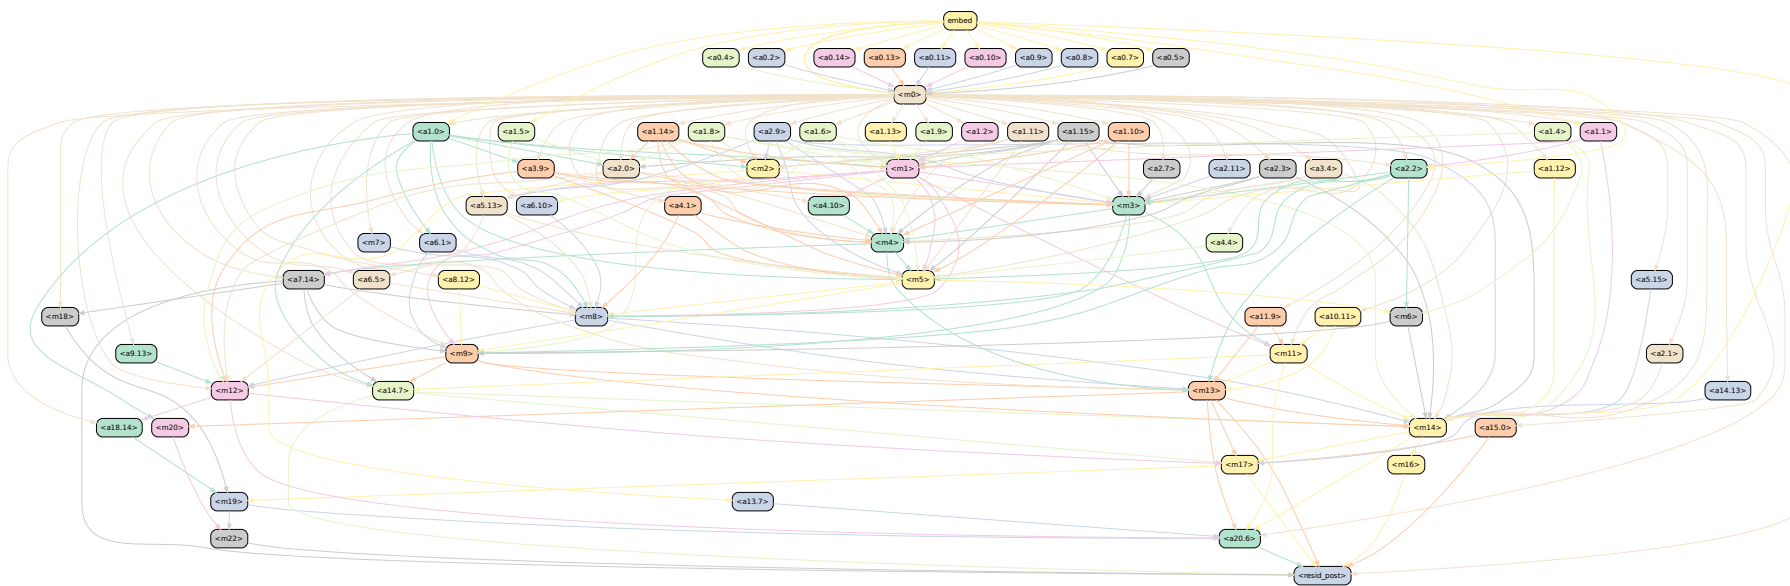 embed
<a0.4> <a0.2> <a0.14> <a0.13> <a0.11> <a0.10> <a0.9> <a0.8> <a0.7> <a0.5>
<m0>
<a1.0> <a1.5> <a1.14> <a1.8> <a2.9> <a1.6> <a1.13> <a1.9> <a1.2> <a1.11> <a1.15> <a1.10> <a1.4> <a1.1>
<a3.9> <a2.0> <m2> <m1> <a2.7> <a2.11> <a2.3> <a3.4> <a2.2> <a1.12>
<a5.13> <a6.10> <a4.1> <a4.10> <m3>
<m7> <a6.1> <m4> <a4.4>
<a7.14> <a6.5> <a8.12> <m5> <a5.15>
<m18> <m8> <a11.9> <a10.11> <m6>
<a9.13> <m9> <m11> <a2.1>
<m12> <a14.7> <m13> <a14.13>
<a18.14> <m20> <m14> <a15.0>
<m17> <m16>
<m19> <a13.7>
<m22> <a20.6>
<resid_post>